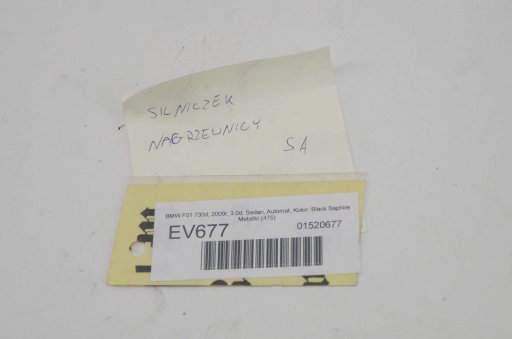 SILNICZEK
NAGRZEWNICY
SA
BMW F01 730d, 2009r, 3.0d, Sedan, Automat, Kolor: Black Saphire
Metallic (475)
EV677
01520677